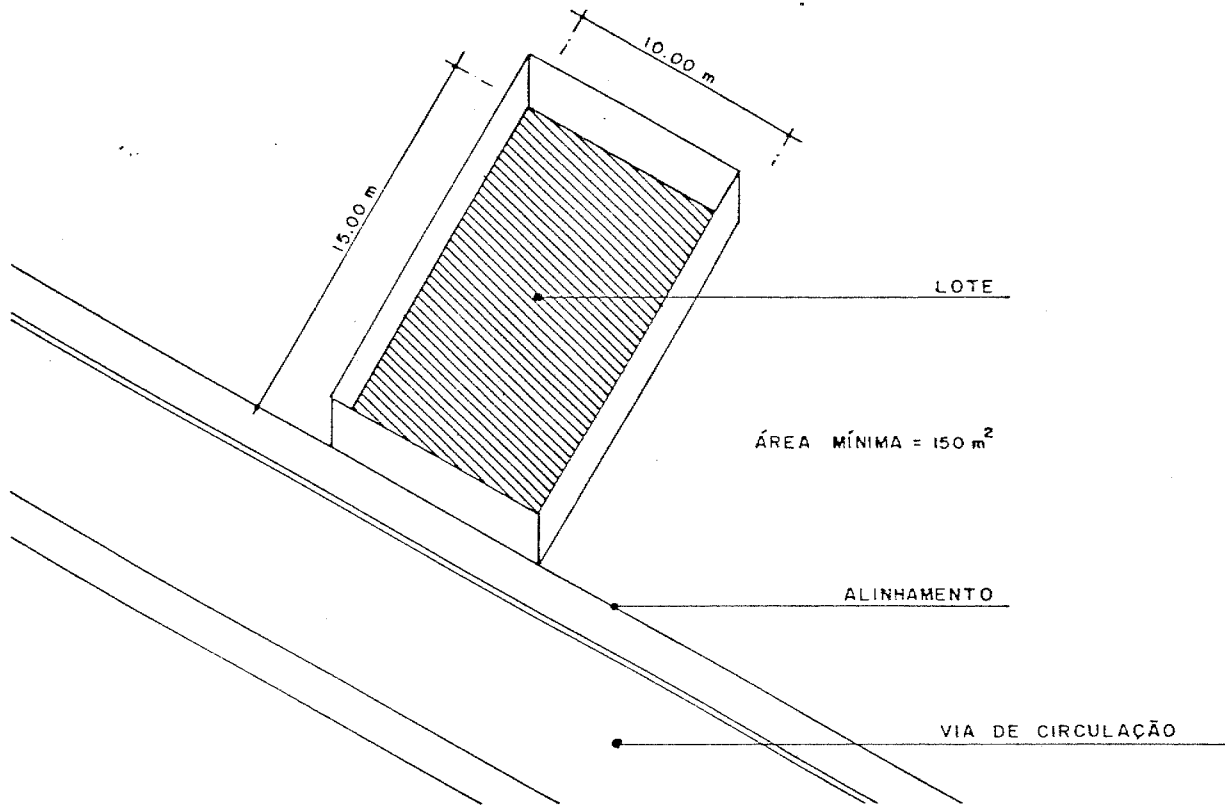 10.00 m
15.00 m
LOTE
ÁREA MÍNIMA = 150 m²
ALINHAMENTO
VIA DE CIRCULAÇÃO